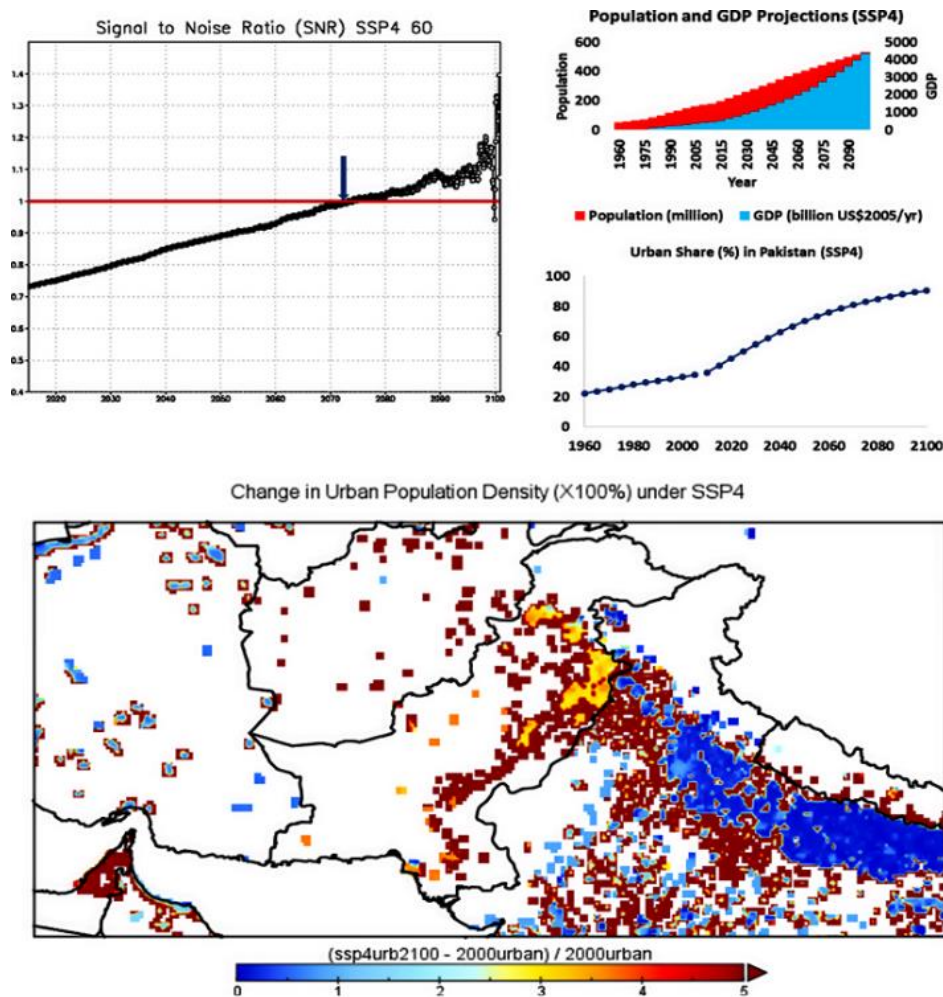 Signal to Noise Ratio (SNR) SSP4 60
1.4
1.3
1.2
1.1
1
0.9
0.8
0.7
0.6
0.5
0.4
2020 2030 2040 2050 2060 2070 2080 2090 2100
Population and GDP Projections (SSP4)
600 5000
400 4000
3000
200 2000
1000
0 0
Population
GDP
1960 1975 1990 2005 2015 2030 2045 2060 2075 2090
Year
Population (million) GDP (billion US$2005/yr)
Urban Share (%) in Pakistan (SSP4)
100
80
60
40
20
0
1960 1980 2000 2020 2040 2060 2080 2100
Change in Urban Population Density (X100%) under SSP4
(ssp4urb2100 - 2000urban) / 2000urban
0 1 2 3 4 5